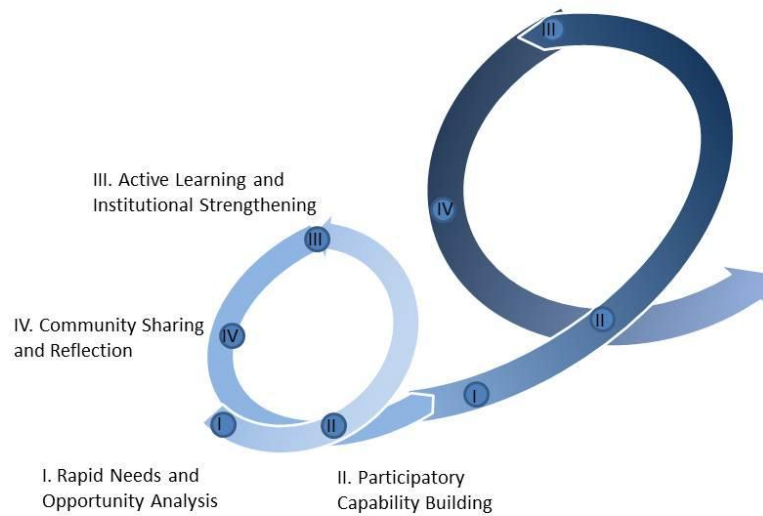 III
III. Active Learning and
Institutional Strengthening
III
IV
IV. Community Sharing
and Reflection
IV
II
I
I
II
I. Rapid Needs and
Opportunity Analysis
II. Participatory
Capability Building